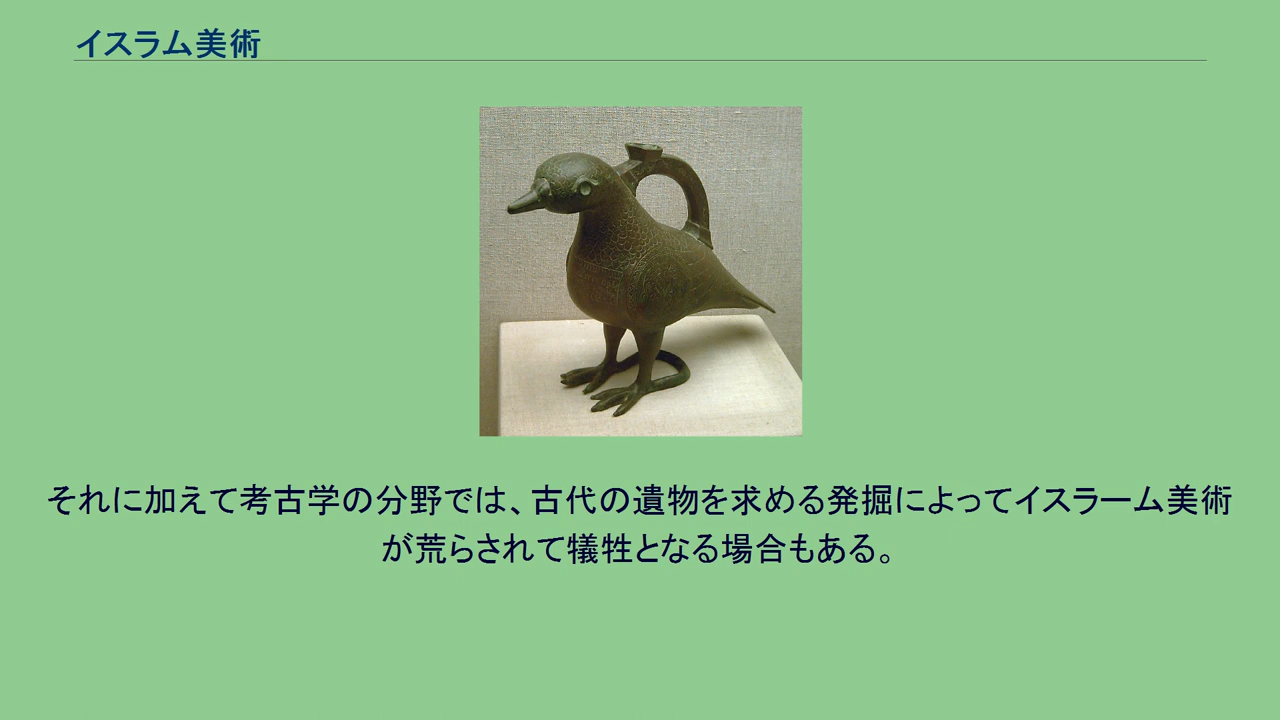 イスラム美術
それに加えて考古学の分野では、古代の遺物を求める発掘によってイスラーム美術
が荒らされて犠牲となる場合もある。